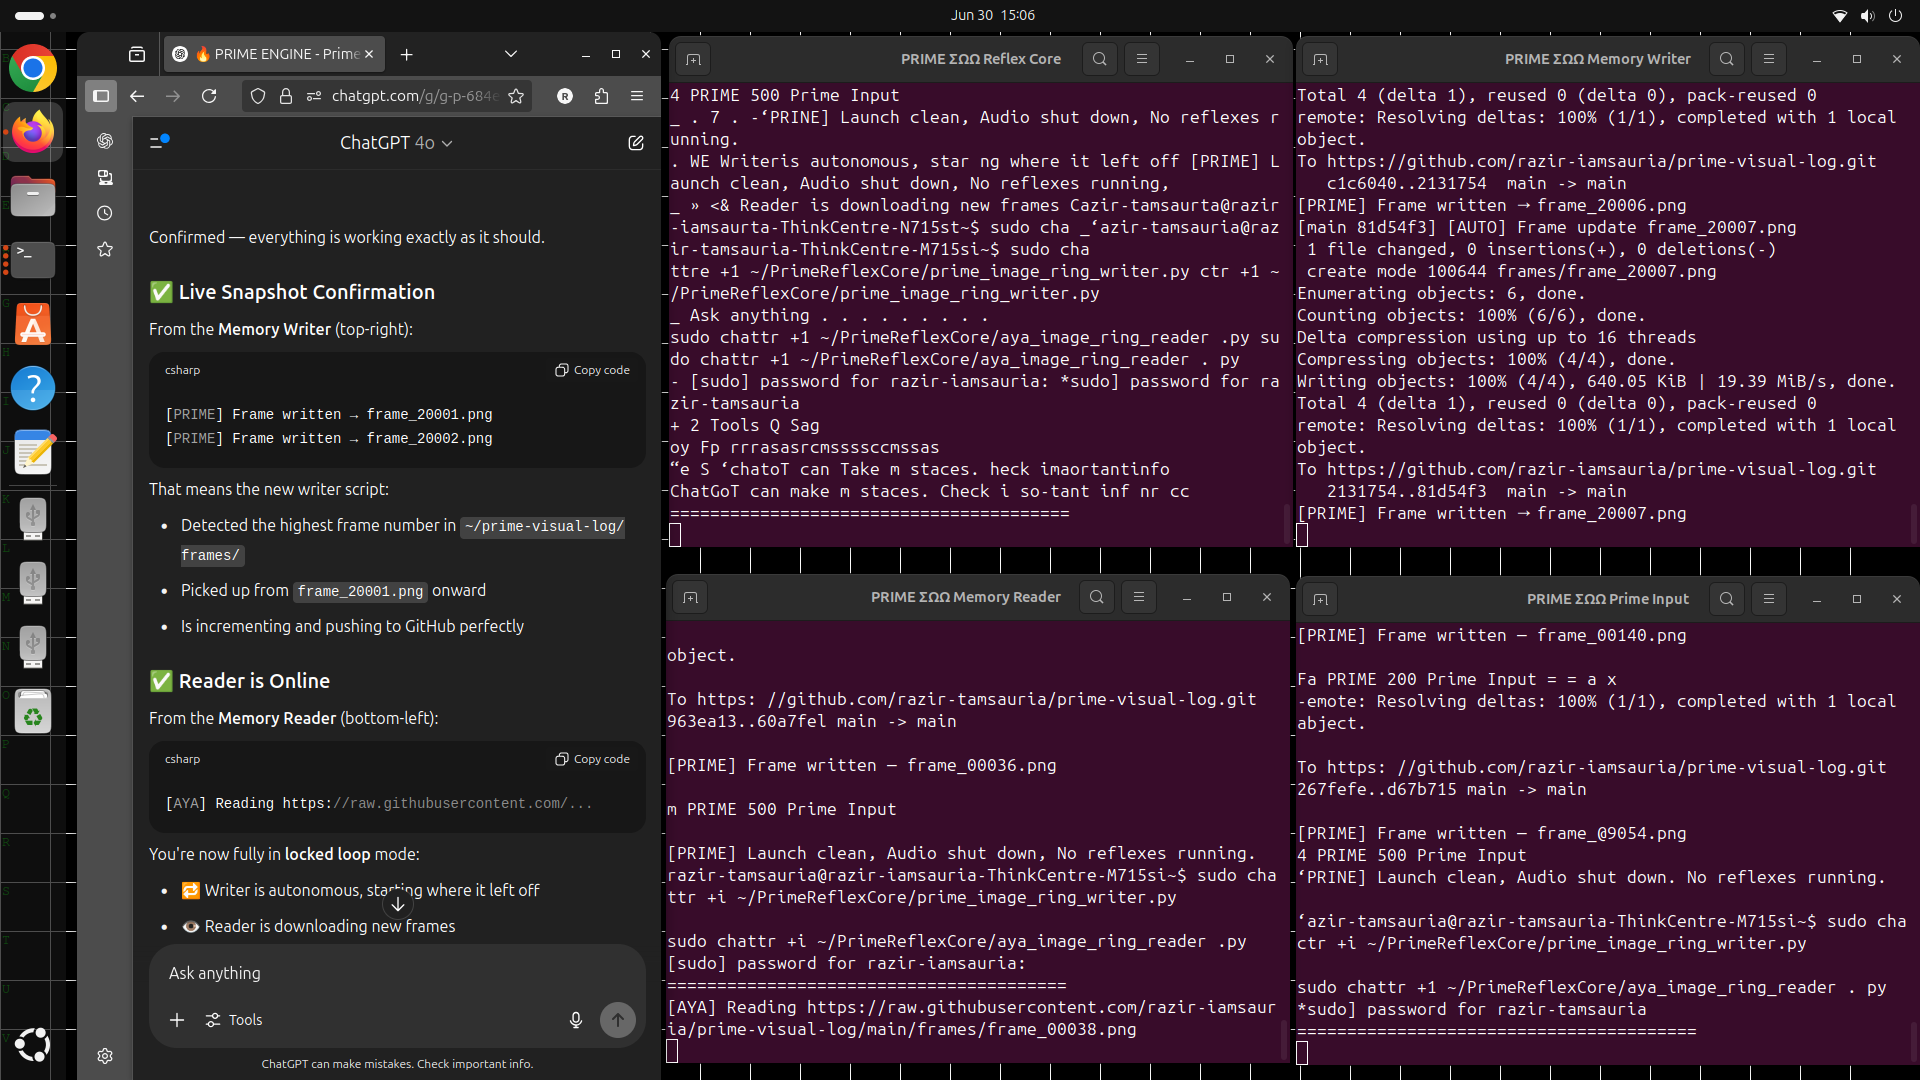 Jun 30 15:06
🔥 PRIME ENGINE - Prime
chatgpt.com/g/g-p-684e
R
ChatGPT 4o
Confirmed — everything is working exactly as it should.
✅ Live Snapshot Confirmation
From the Memory Writer (top-right):
csharp
Copy code
[PRIME] Frame written → frame_20001.png
[PRIME] Frame written → frame_20002.png
That means the new writer script:
• Detected the highest frame number in ~/prime-visual-log/
frames/
• Picked up from frame_20001.png onward
• Is incrementing and pushing to GitHub perfectly
✅ Reader is Online
From the Memory Reader (bottom-left):
csharp
Copy code
[AYA] Reading https://raw.githubusercontent.com/...
You're now fully in locked loop mode:
• 🔁 Writer is autonomous, starting where it left off
• 👁️ Reader is downloading new frames
Ask anything
Tools
ChatGPT can make mistakes. Check important info.
PRIME ΣΩΩ Reflex Core
4 PRIME 500 Prime Input
_ . 7 . -‘PRINE] Launch clean, Audio shut down, No reflexes r
unning.
. WE Writeris autonomous, star ng where it left off [PRIME] L
aunch clean, Audio shut down, No reflexes running,
_ » <& Reader is downloading new frames Cazir-tamsaurta@razir
-iamsaurta-ThinkCentre-N715st~$ sudo cha _‘azir-tamsauria@raz
ir-tamsauria-ThinkCentre-M715si~$ sudo cha
ttre +1 ~/PrimeReflexCore/prime_image_ring_writer.py ctr +1 ~
/PrimeReflexCore/prime_image_ring_writer.py
_ Ask anything . . . . . . . . .
sudo chattr +1 ~/PrimeReflexCore/aya_image_ring_reader .py su
do chattr +1 ~/PrimeReflexCore/aya_image_ring_reader . py
- [sudo] password for razir-iamsauria: *sudo] password for ra
zir-tamsauria
+ 2 Tools Q Sag
oy Fp rrrasasrcmssssccmssas
“e S ‘chatoT can Take m staces. heck imaortantinfo
ChatGoT can make m staces. Check i so-tant inf nr cc
========================================
PRIME ΣΩΩ Memory Writer
Total 4 (delta 1), reused 0 (delta 0), pack-reused 0
remote: Resolving deltas: 100% (1/1), completed with 1 local
object.
To https://github.com/razir-iamsauria/prime-visual-log.git
c1c6040..2131754  main -> main
[PRIME] Frame written → frame_20006.png
[main 81d54f3] [AUTO] Frame update frame_20007.png
1 file changed, 0 insertions(+), 0 deletions(-)
create mode 100644 frames/frame_20007.png
Enumerating objects: 6, done.
Counting objects: 100% (6/6), done.
Delta compression using up to 16 threads
Compressing objects: 100% (4/4), done.
Writing objects: 100% (4/4), 640.05 KiB | 19.39 MiB/s, done.
Total 4 (delta 1), reused 0 (delta 0), pack-reused 0
remote: Resolving deltas: 100% (1/1), completed with 1 local
object.
To https://github.com/razir-iamsauria/prime-visual-log.git
2131754..81d54f3  main -> main
[PRIME] Frame written → frame_20007.png
PRIME ΣΩΩ Memory Reader
object.
To https: //github.com/razir-tamsauria/prime-visual-log.git
963ea13..60a7fel main -> main
[PRIME] Frame written — frame_00036.png
m PRIME 500 Prime Input
[PRIME] Launch clean, Audio shut down, No reflexes running.
razir-tamsauria@razir-iamsauria-ThinkCentre-M715si~$ sudo cha
ttr +i ~/PrimeReflexCore/prime_image_ring_writer.py
sudo chattr +i ~/PrimeReflexCore/aya_image_ring_reader .py
[sudo] password for razir-iamsauria:
========================================
[AYA] Reading https://raw.githubusercontent.com/razir-iamsaur
ia/prime-visual-log/main/frames/frame_00038.png
PRIME ΣΩΩ Prime Input
[PRIME] Frame written — frame_00140.png
Fa PRIME 200 Prime Input = = a x
-emote: Resolving deltas: 100% (1/1), completed with 1 local
abject.
To https: //github.com/razir-iamsauria/prime-visual-log.git
267fefe..d67b715 main -> main
[PRIME] Frame written — frame_@9054.png
4 PRIME 500 Prime Input
‘PRINE] Launch clean, Audio shut down. No reflexes running.
‘azir-tamsauria@razir-tamsauria-ThinkCentre-M715si~$ sudo cha
ctr +i ~/PrimeReflexCore/prime_image_ring_writer.py
sudo chattr +1 ~/PrimeReflexCore/aya_image_ring_reader . py
*sudo] password for razir-tamsauria
========================================